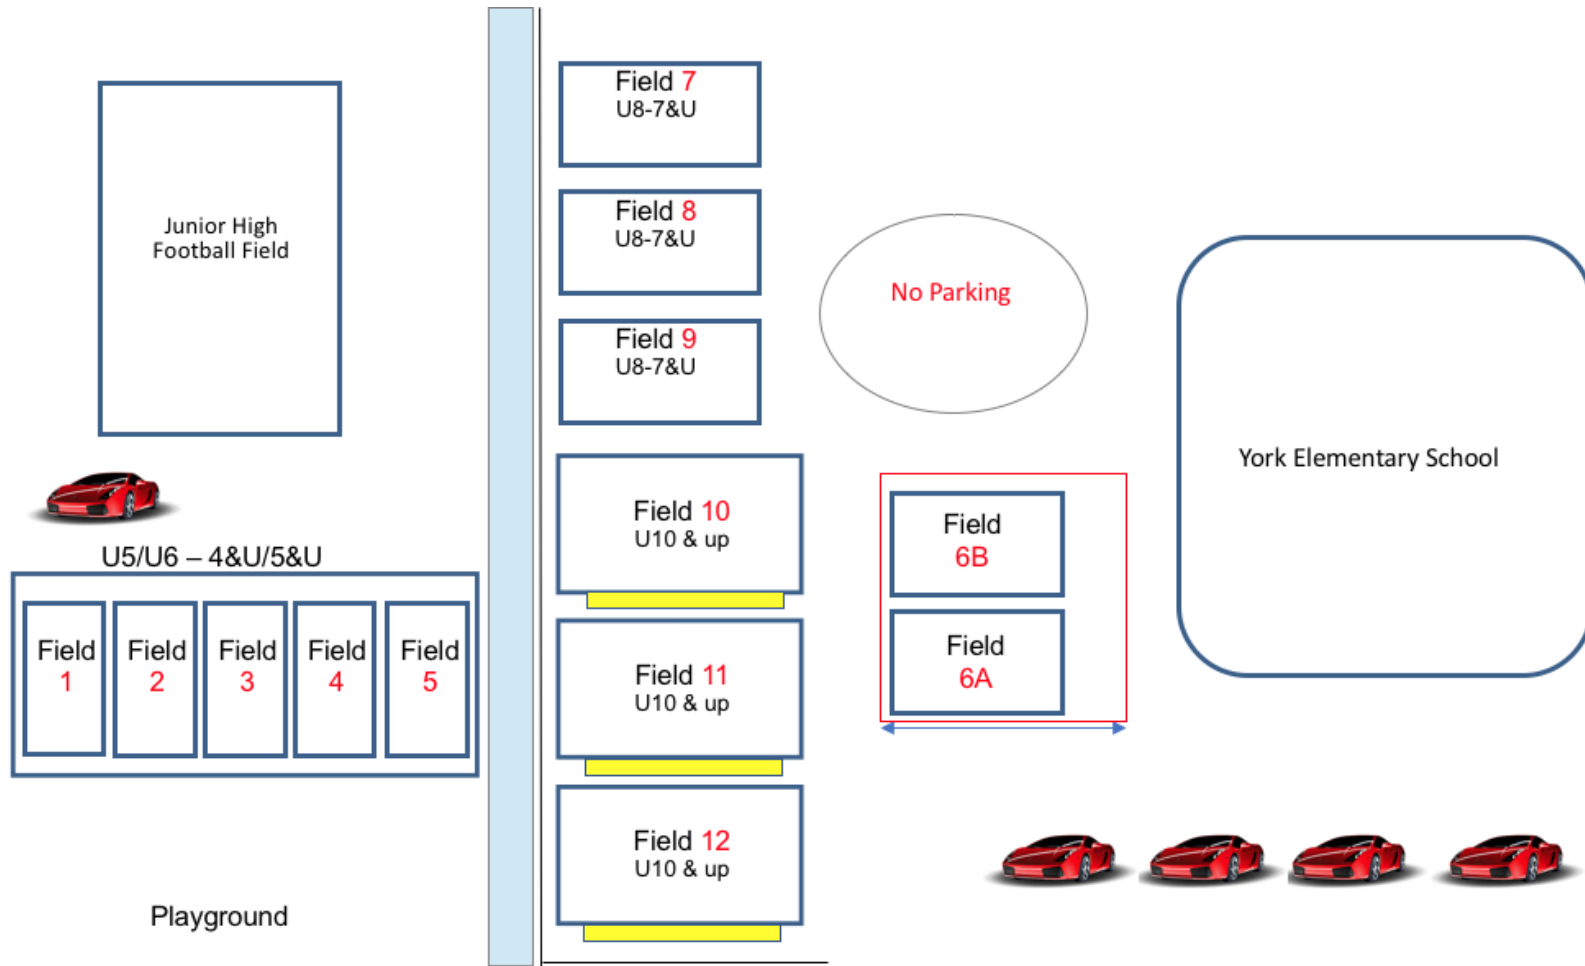 Junior High
Football Field
U5/U6 – 4&U/5&U
Field
1
Field
2
Field
3
Field
4
Field
5
Playground
Field 7
U8-7&U
Field 8
U8-7&U
Field 9
U8-7&U
Field 10
U10 & up
Field 11
U10 & up
Field 12
U10 & up
No Parking
Field
6B
Field
6A
York Elementary School